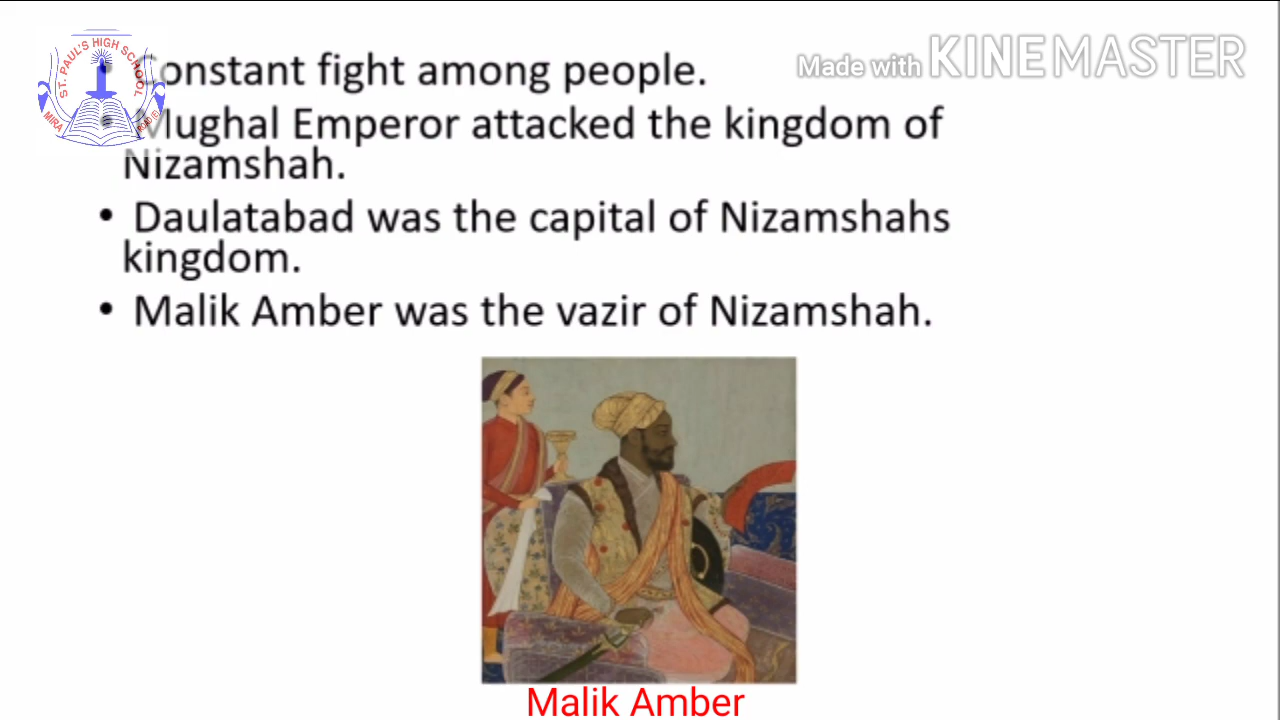 ST. PAUL'S HIGH SCHOOL
MIRA
Made with KINEMASTER
• Constant fight among people.
• Mughal Emperor attacked the kingdom of
Nizamshah.
• Daulatabad was the capital of Nizamshahs
kingdom.
• Malik Amber was the vazir of Nizamshah.
Malik Amber